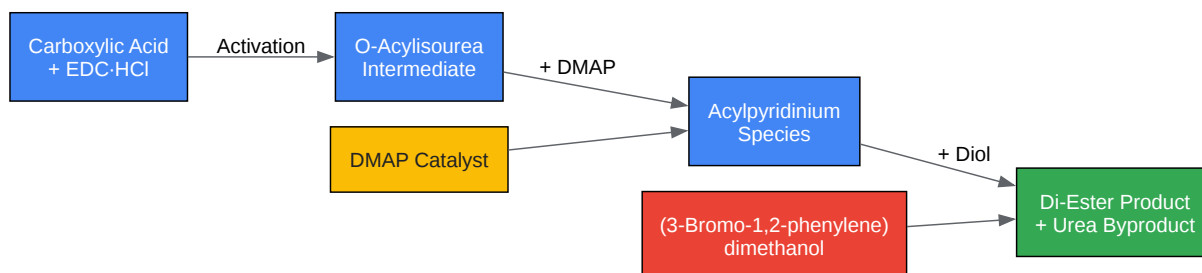 Carboxylic Acid
+ EDC·HCl
Activation
O-Acylisourea
Intermediate
+ DMAP
DMAP Catalyst
Acylpyridinium
Species
+ Diol
(3-Bromo-1,2-phenylene)
dimethanol
Di-Ester Product
+ Urea Byproduct